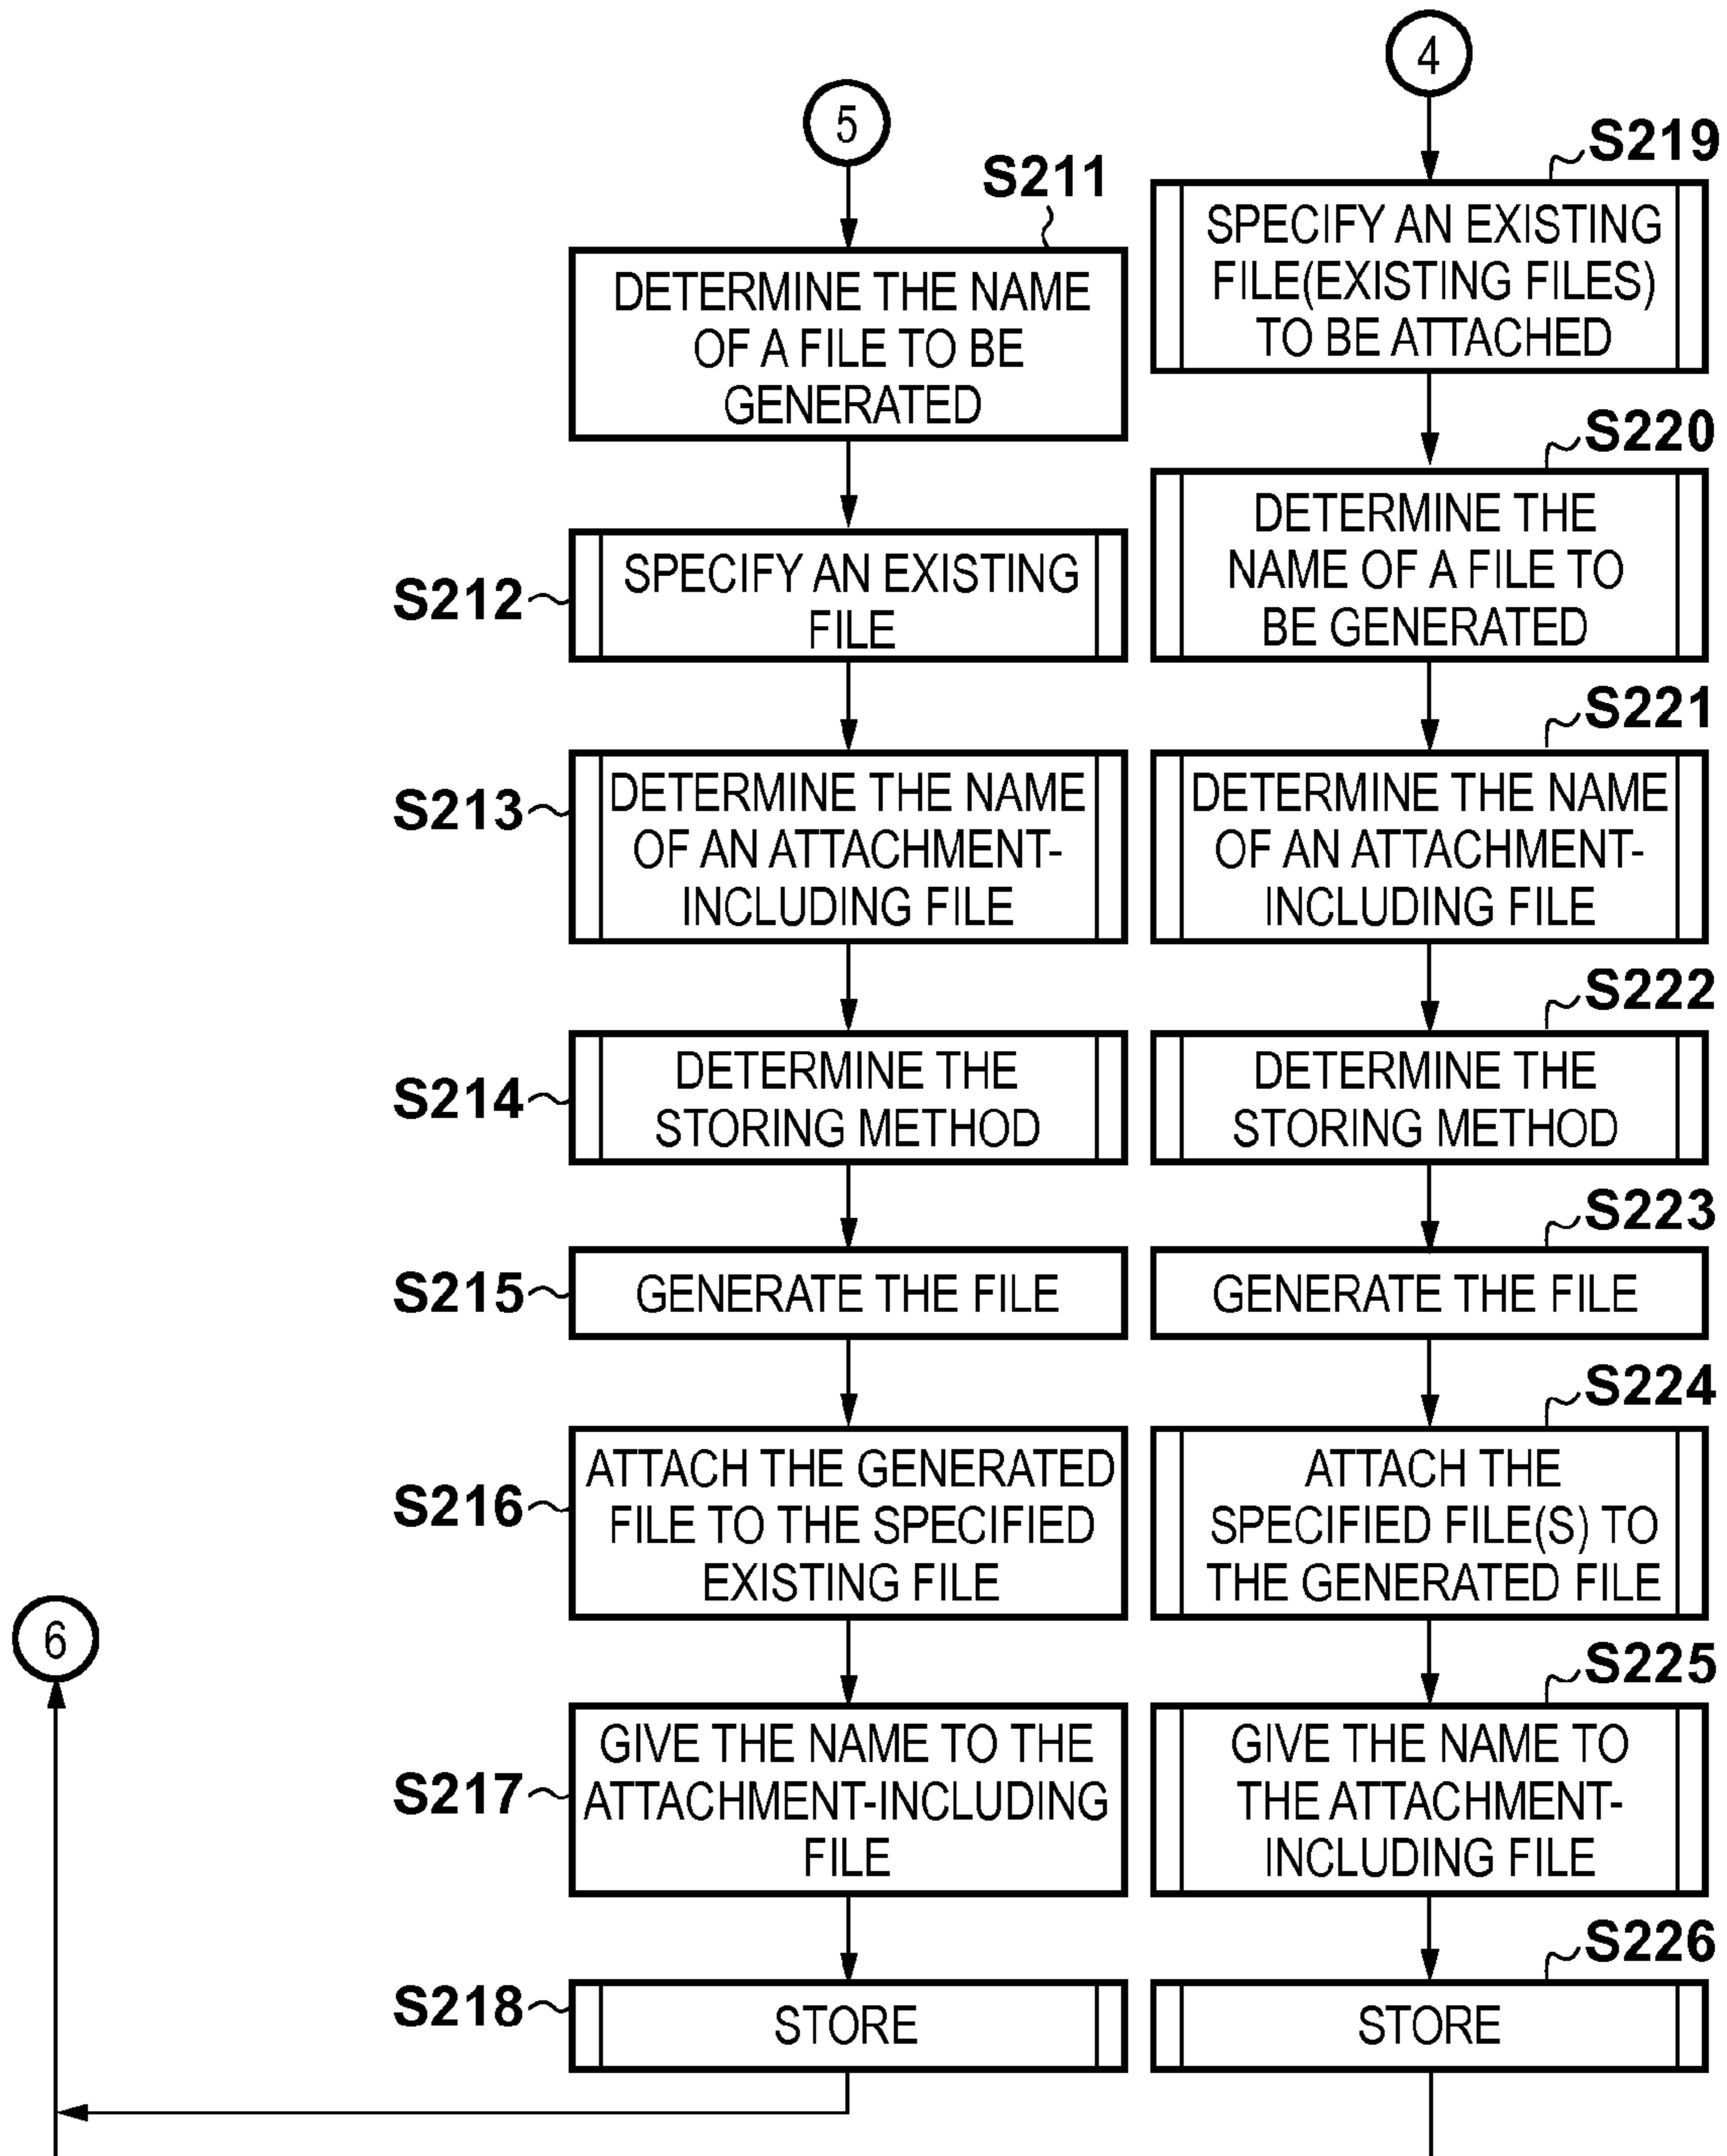 5
S211
DETERMINE THE NAME
OF A FILE TO BE
GENERATED
S212
SPECIFY AN EXISTING
FILE
S213
DETERMINE THE NAME
OF AN ATTACHMENT-
INCLUDING FILE
S214
DETERMINE THE
STORING METHOD
S215
GENERATE THE FILE
S216
ATTACH THE GENERATED
FILE TO THE SPECIFIED
EXISTING FILE
S217
GIVE THE NAME TO THE
ATTACHMENT-INCLUDING
FILE
S218
STORE
4
S219
SPECIFY AN EXISTING
FILE(EXISTING FILES)
TO BE ATTACHED
S220
DETERMINE THE
NAME OF A FILE TO
BE GENERATED
S221
DETERMINE THE NAME
OF AN ATTACHMENT-
INCLUDING FILE
S222
DETERMINE THE
STORING METHOD
S223
GENERATE THE FILE
S224
ATTACH THE
SPECIFIED FILE(S) TO
THE GENERATED FILE
S225
GIVE THE NAME TO
THE ATTACHMENT-
INCLUDING FILE
S226
STORE
6